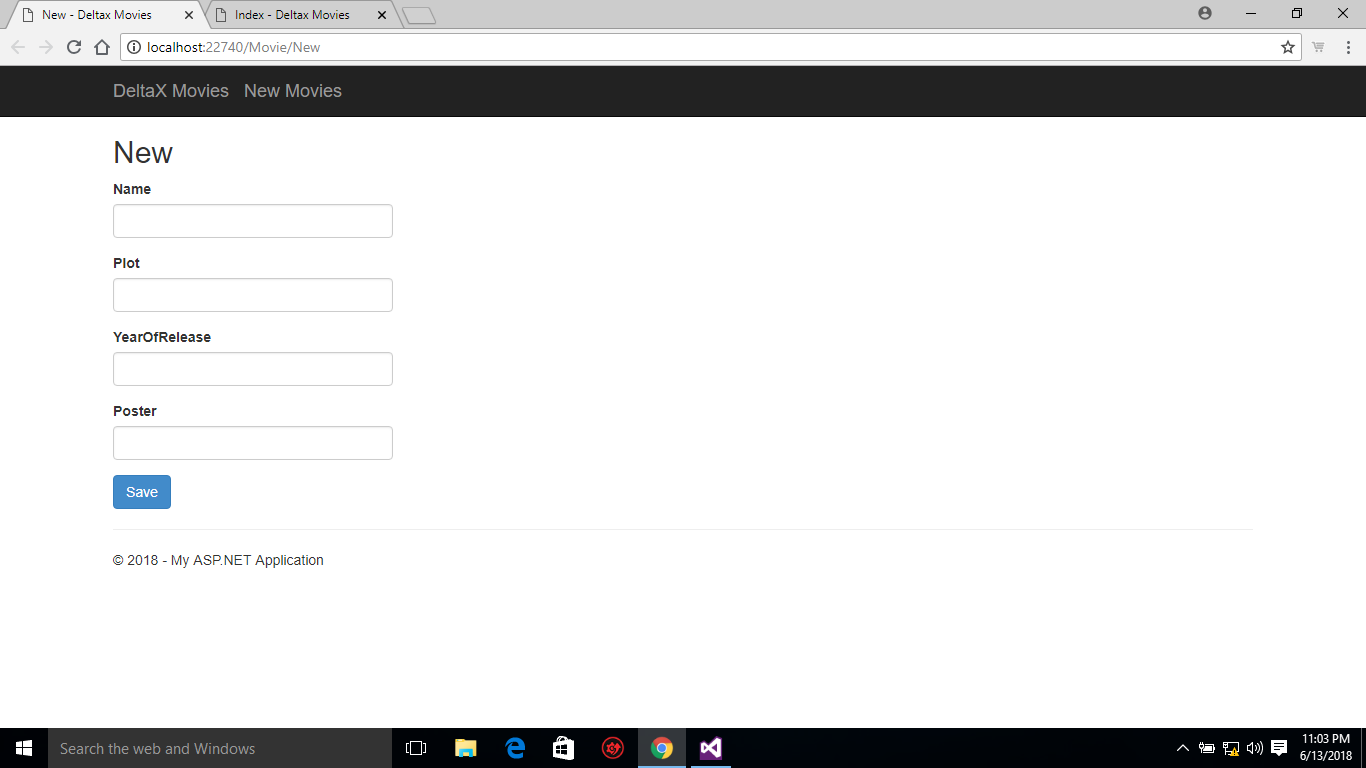 New - Deltax Movies
Index - Deltax Movies
localhost:22740/Movie/New
DeltaX Movies New Movies
New
Name
Plot
YearOfRelease
Poster
Save
© 2018 - My ASP.NET Application
Search the web and Windows
11:03 PM
6/13/2018